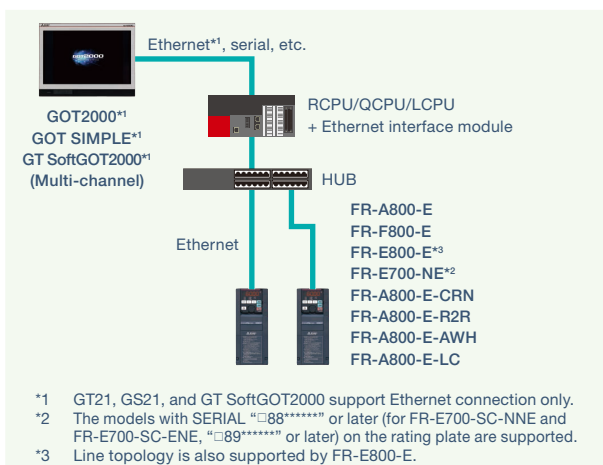 GOT2000
Ethernet*1, serial, etc.
GOT2000*1
GOT SIMPLE*1
GT SoftGOT2000*1
(Multi-channel)
RCPU/QCPU/LCPU
+ Ethernet interface module
HUB
Ethernet
FR-A800-E
FR-F800-E
FR-E800-E*3
FR-E700-NE*2
FR-A800-E-CRN
FR-A800-E-R2R
FR-A800-E-AWH
FR-A800-E-LC
*1 GT21, GS21, and GT SoftGOT2000 support Ethernet connection only.
*2 The models with SERIAL “□88******” or later (for FR-E700-SC-NNE and
FR-E700-SC-ENE, “□89******” or later) on the rating plate are supported.
*3 Line topology is also supported by FR-E800-E.